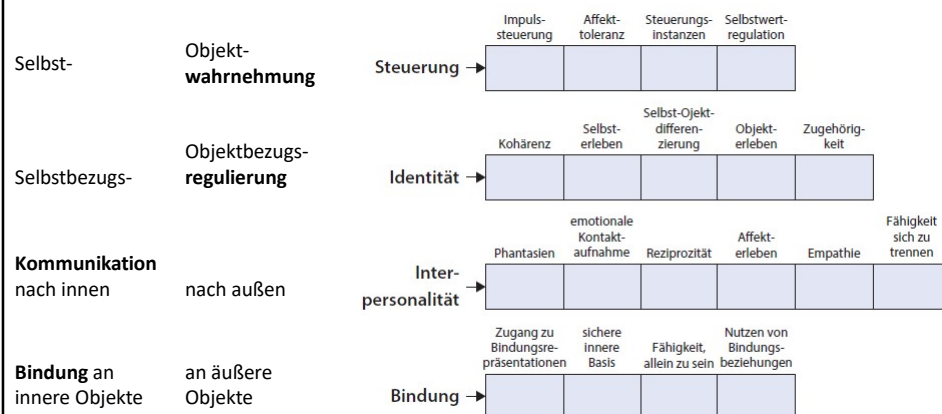 Selbst-
Objekt-
wahrnehmung
Steuerung
Impuls-
steuerung
Affekt-
toleranz
Steuerungs-
instanzen
Selbstwert-
regulation
Selbstbezugs-
Objektbezugs-
regulierung
Identität
Kohärenz
Selbst-
erleben
Selbst-Ojekt-
differen-
zierung
Objekt-
erleben
Zugehörig-
keit
Kommunikation
nach innen
nach außen
Inter-
personalität
Phantasien
emotionale
Kontakt-
aufnahme
Reziprozität
Affekt-
erleben
Empathie
Fähigkeit
sich zu
trennen
Bindung an
innere Objekte
an äußere
Objekte
Bindung
Zugang zu
Bindungsre-
präsentationen
sichere
innere
Basis
Fähigkeit,
allein zu sein
Nutzen von
Bindungs-
beziehungen